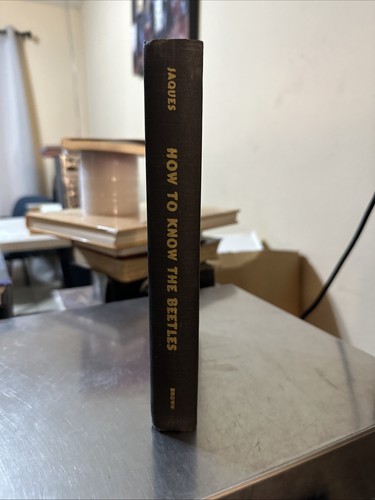 JAQUES
HOW TO KNOW THE BEETLES
BROWN